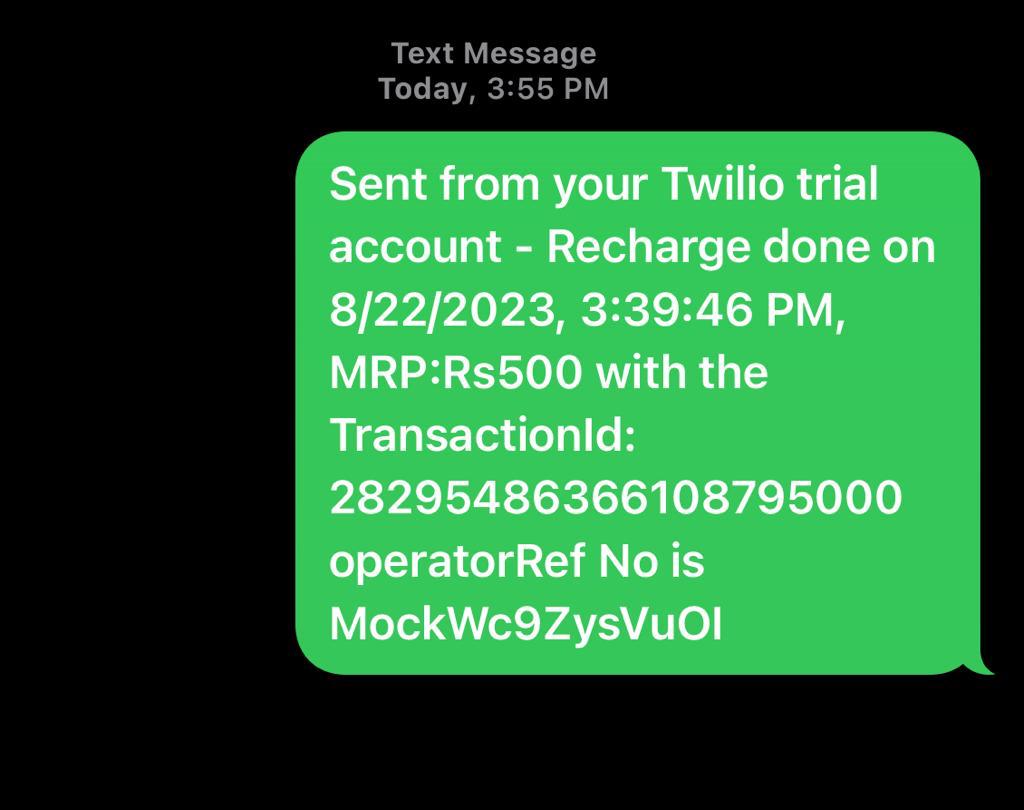 Text Message
Today, 3:55 PM
Sent from your Twilio trial
account - Recharge done on
8/22/2023, 3:39:46 PM,
MRP:Rs500 with the
TransactionId:
28295486366108795000
operatorRef No is
MockWc9ZysVuOI